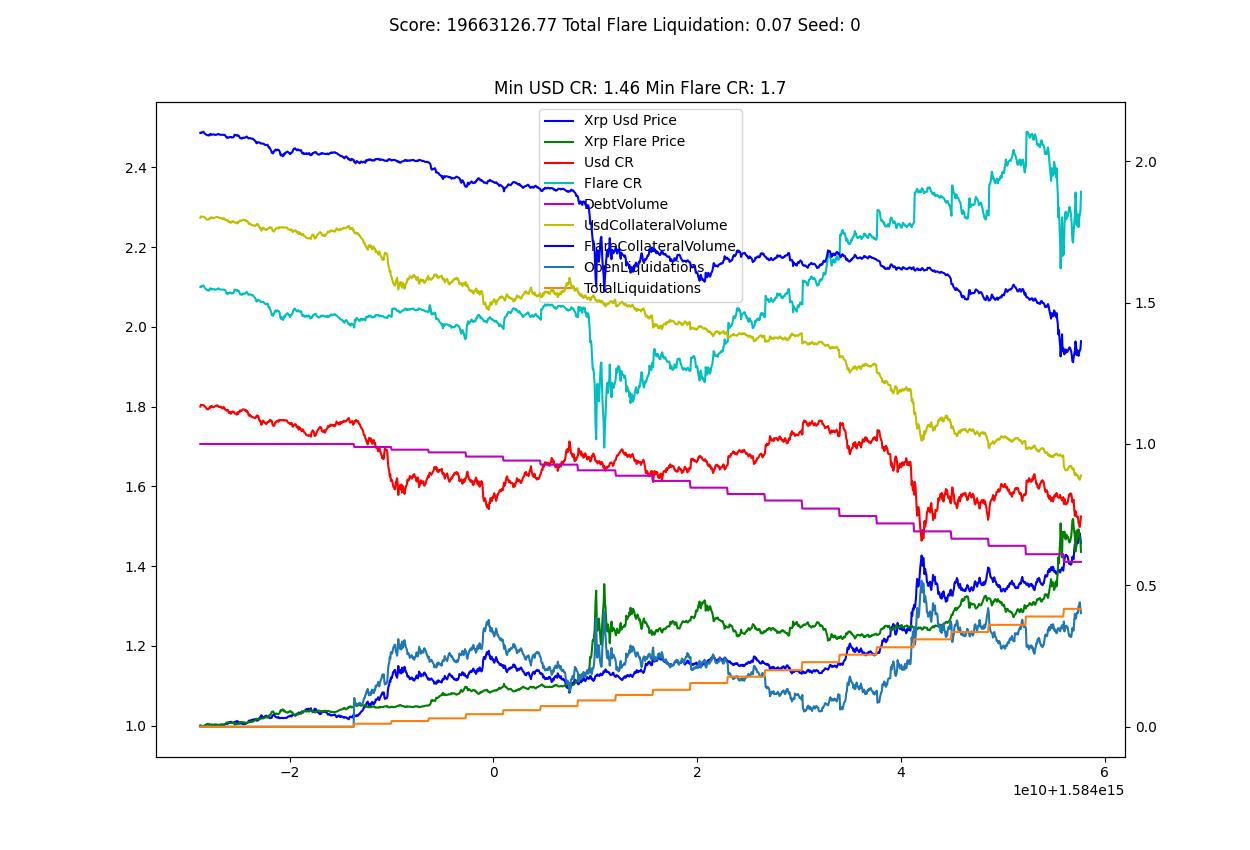 Score: 19663126.77 Total Flare Liquidation: 0.07 Seed: 0
Min USD CR: 1.46 Min Flare CR: 1.7
Xrp Usd Price
Xrp Flare Price
Usd CR
Flare CR
DebtVolume
UsdCollateralVolume
FlareCollateralVolume
OpenLiquidations
TotalLiquidations
2.4
2.2
2.0
1.8
1.6
1.4
1.2
1.0
2.0
1.5
1.0
0.5
0.0
−2
0
2
4
6
1e10+1.584e15